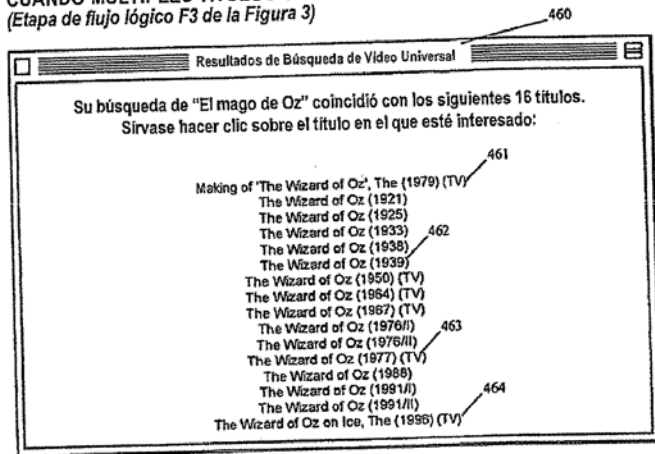 (Etapa de flujo lógico F3 de la Figura 3)
460
Resultados de Búsqueda de Vídeo Universal
Su búsqueda de "El mago de Oz" coincidió con los siguientes 16 títulos.
Sírvase hacer clic sobre el título en el que esté interesado:
461
Making of 'The Wizard of Oz', The (1979) (TV)
The Wizard of Oz (1921)
The Wizard of Oz (1925)
The Wizard of Oz (1933)
The Wizard of Oz (1938)
462
The Wizard of Oz (1939)
The Wizard of Oz (1950) (TV)
The Wizard of Oz (1964) (TV)
The Wizard of Oz (1967) (TV)
The Wizard of Oz (1976/I)
The Wizard of Oz (1976/II)
463
The Wizard of Oz (1977) (TV)
The Wizard of Oz (1988)
The Wizard of Oz (1991/I)
The Wizard of Oz (1991/II)
464
The Wizard of Oz on Ice, The (1996) (TV)